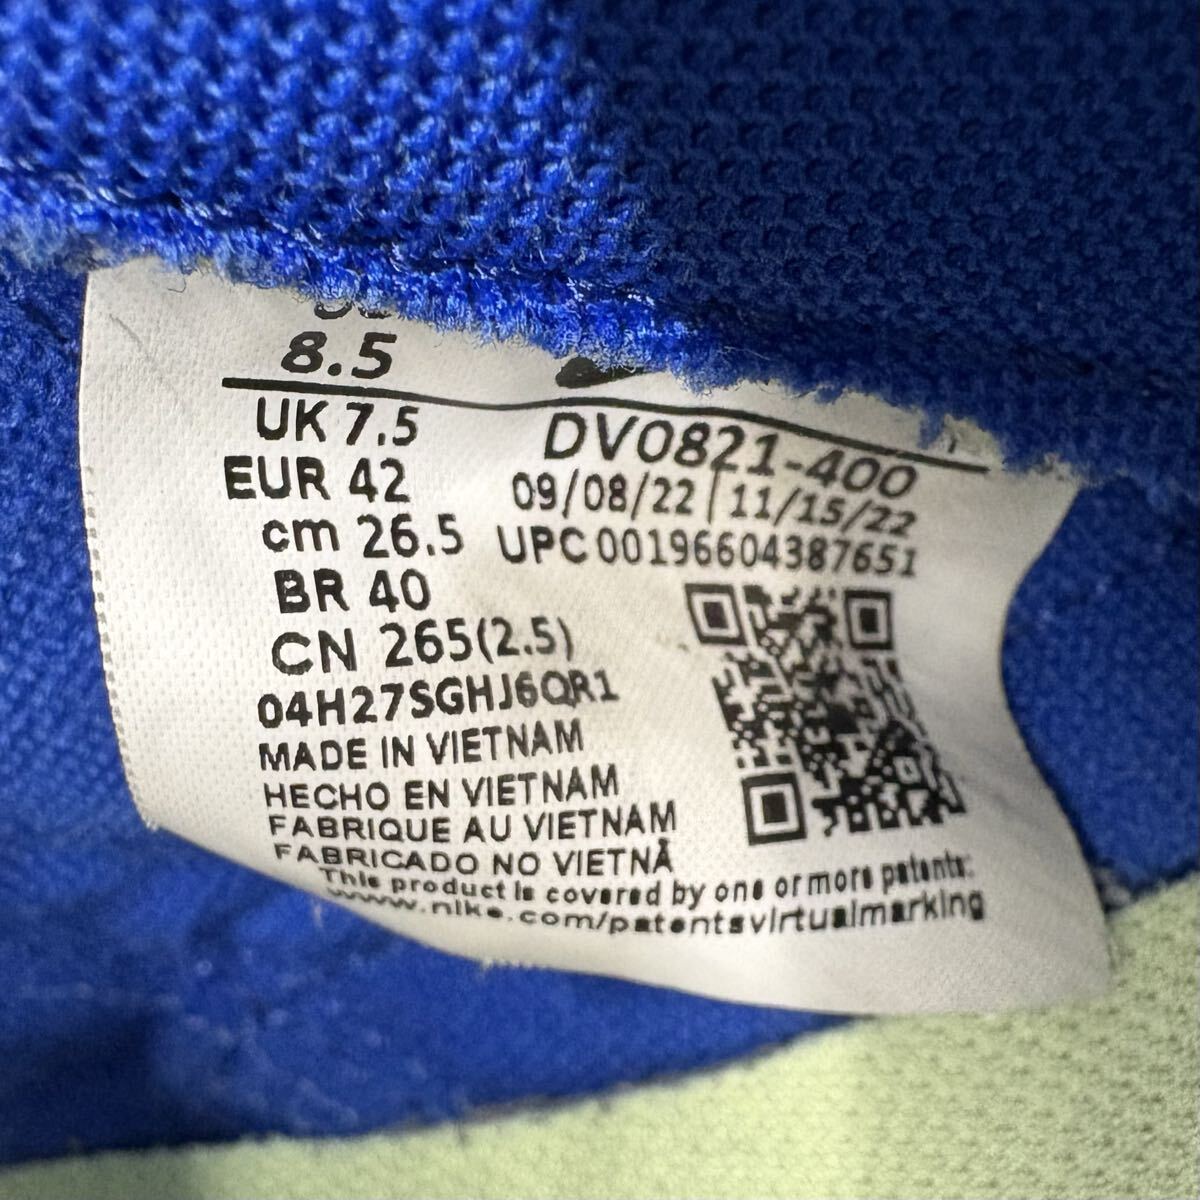 8.5
UK 7.5
EUR 42
cm 26.5
BR 40
CN 265(2.5)
DV0821-400
09/08/22 | 11/15/22
UPC 00196604387651
04H27SGHJ6QR1
MADE IN VIETNAM
HECHO EN VIETNAM
FABRIQUE AU VIETNAM
FABRICADO NO VIETNÃ
This product is covered by one or more patents:
www.nike.com/patentsvirtualmarking